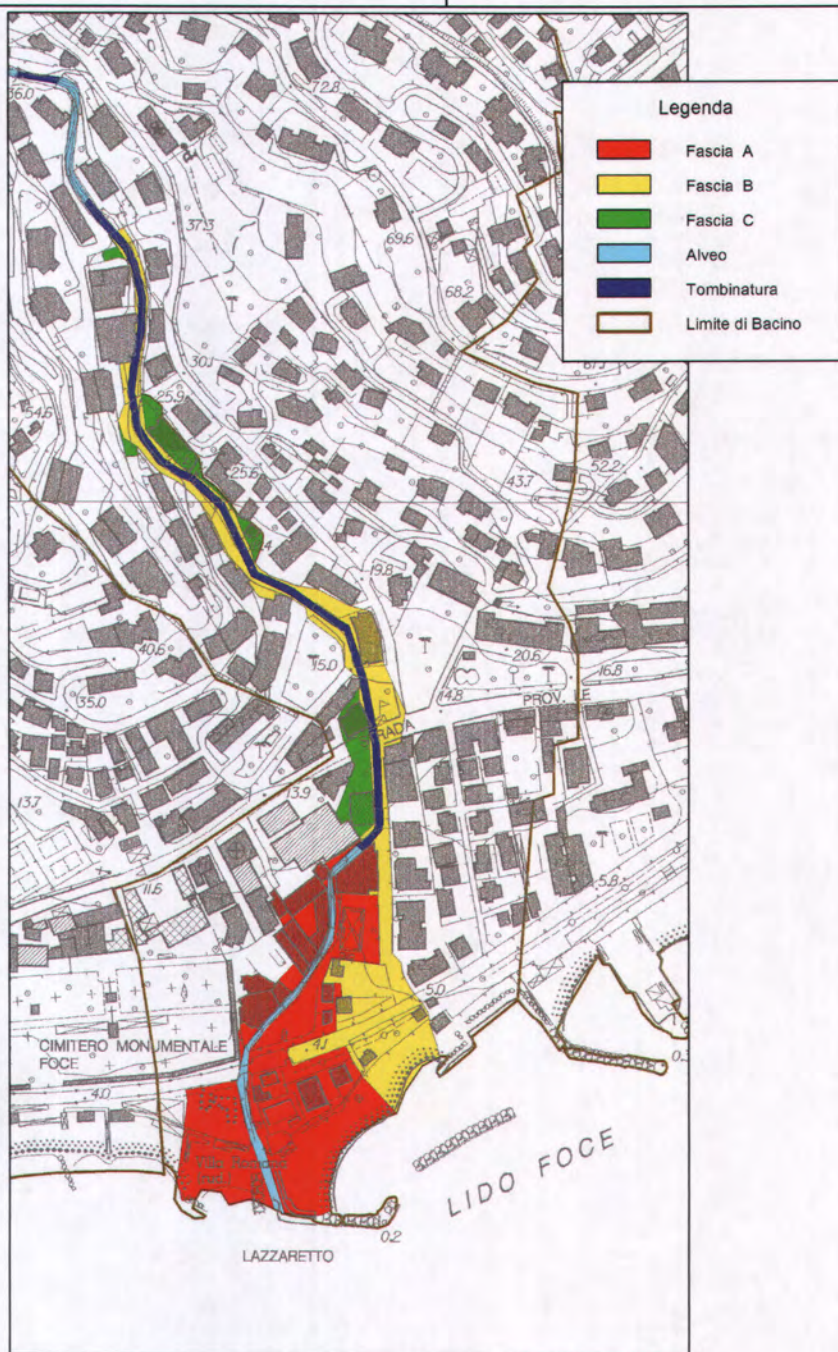 Legenda
Fascia A
Fascia B
Fascia C
Alveo
Tombinatura
Limite di Bacino
72.8
37.3
69.6
68.2
30.1
25.9
54.6
25.6
43.7
52.2
19.8
40.6
15.0
20.6
16.8
35.0
14.8
PROV.LE
RADA
13.9
13.7
11.6
5.8
5.0
CIMITERO MONUMENTALE
FOCE
4.1
4.0
0.3
LIDO FOCE
0.2
LAZZARETTO